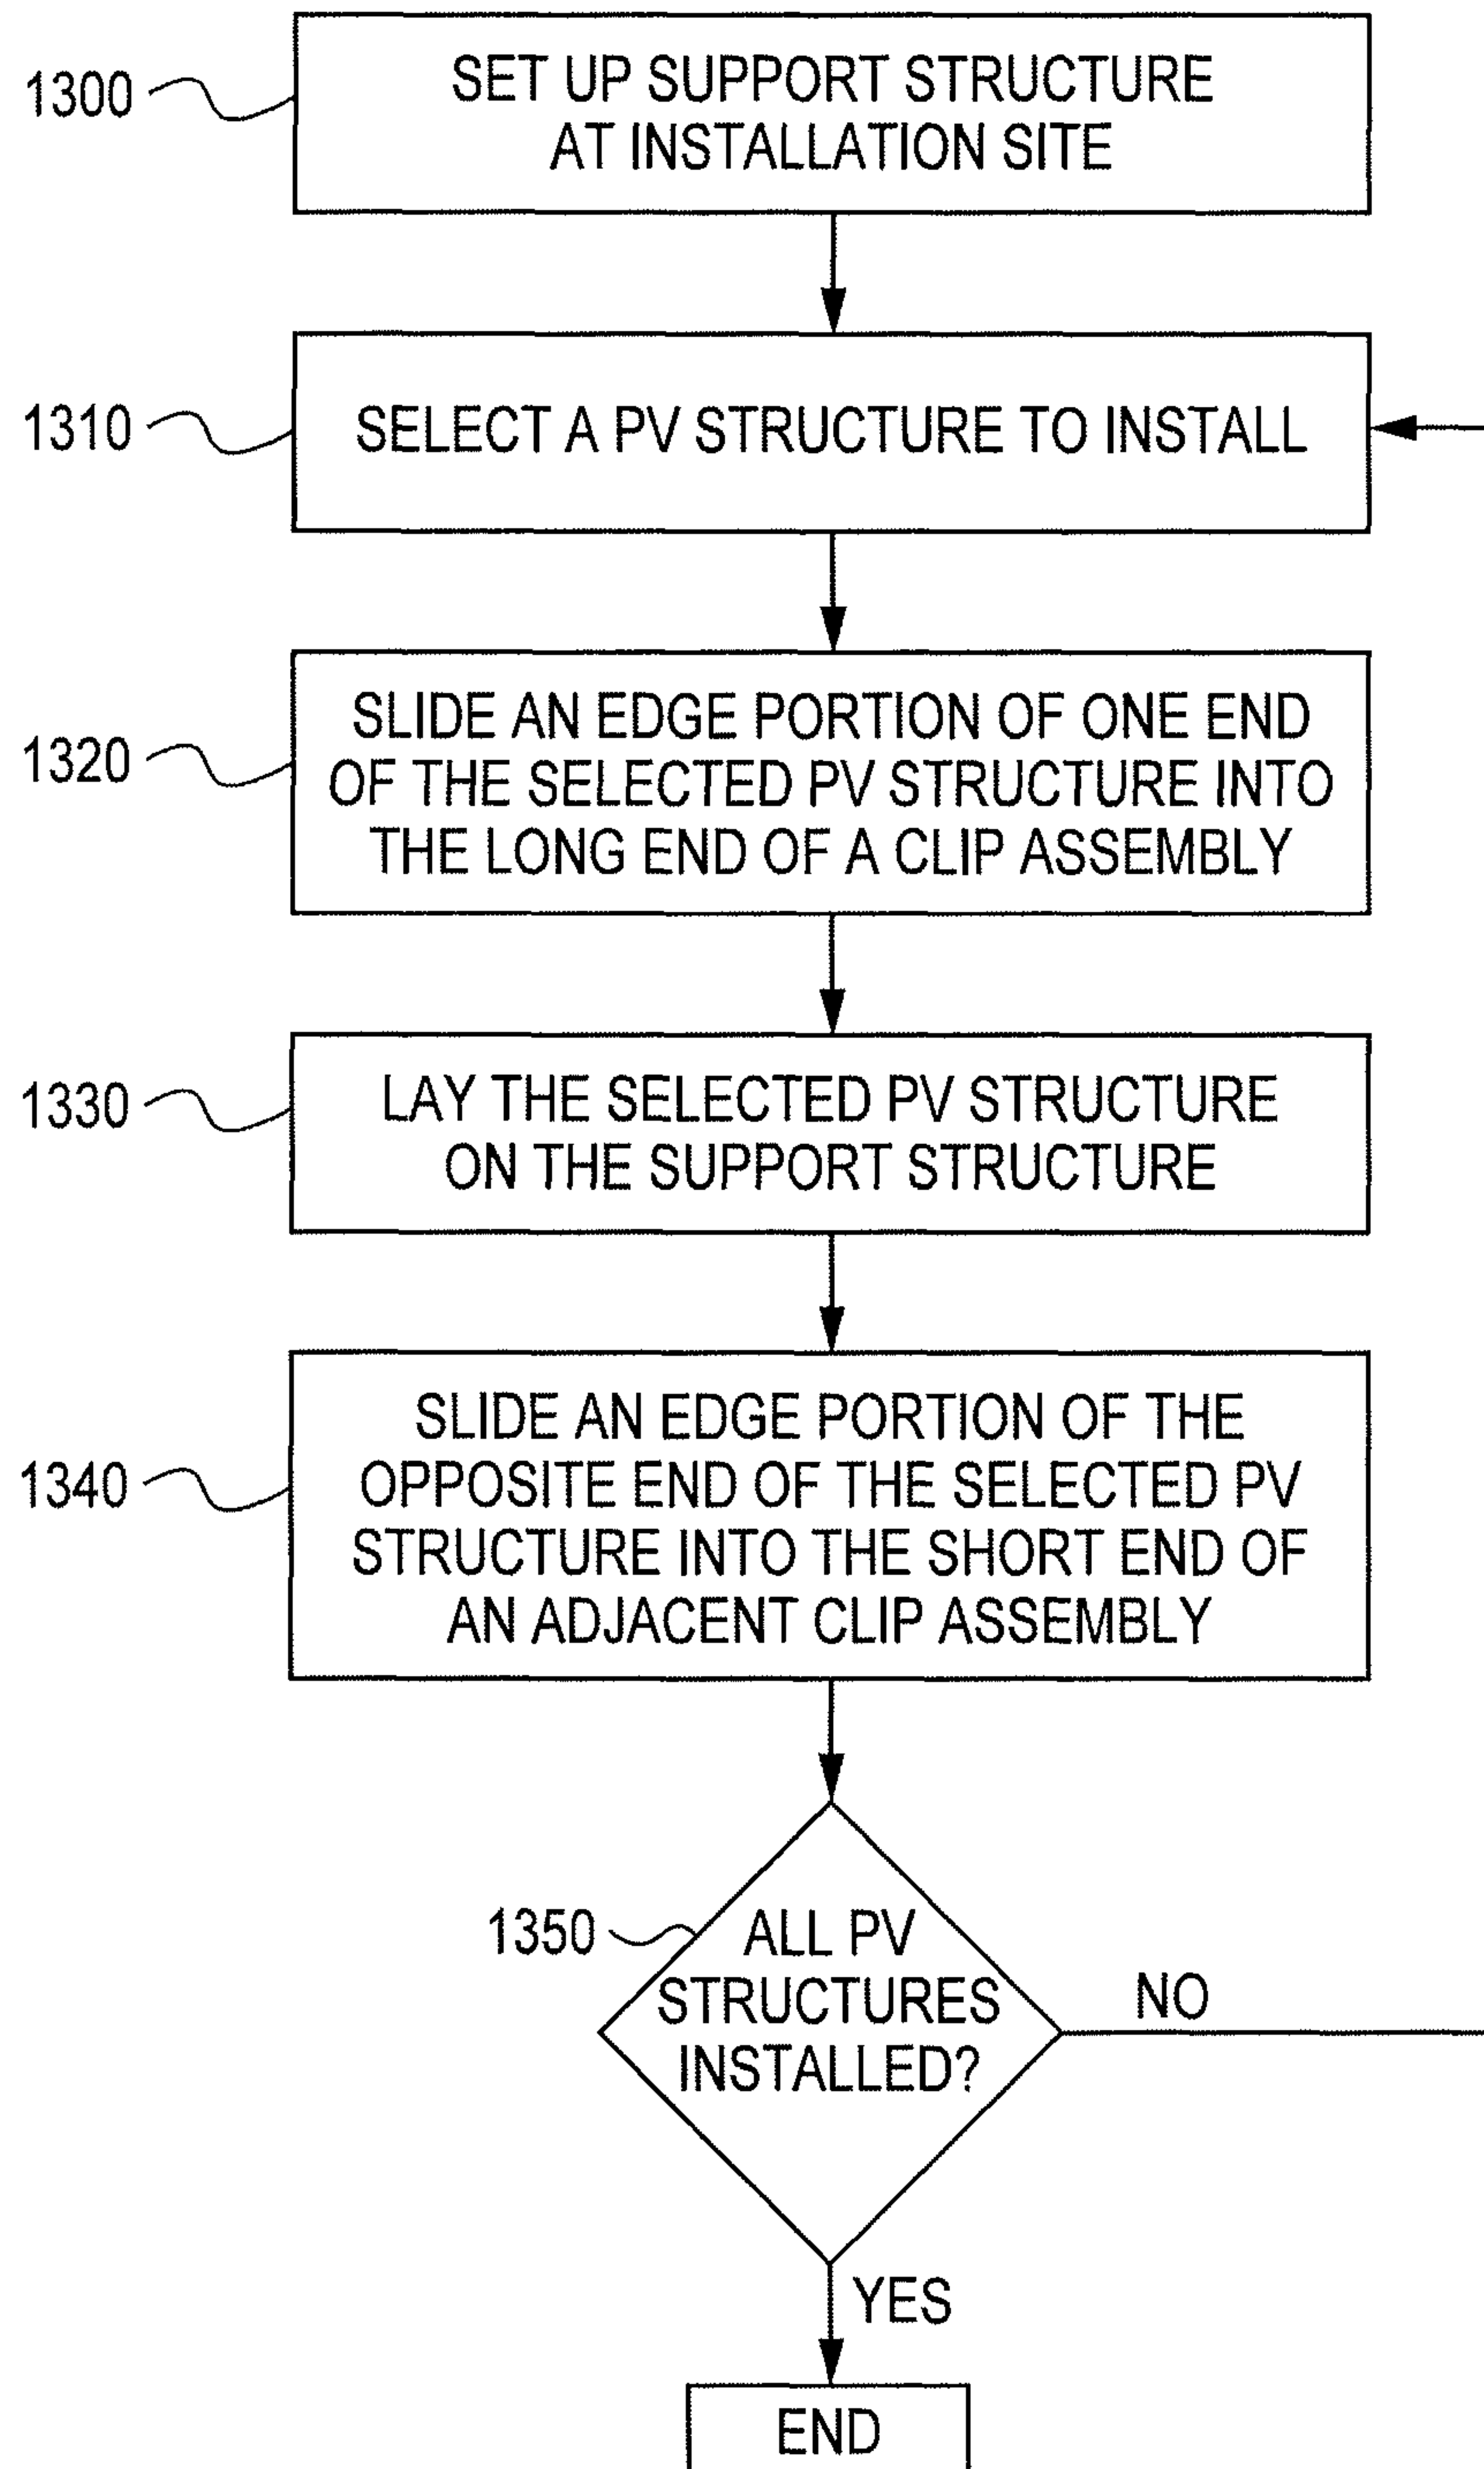 1300
SET UP SUPPORT STRUCTURE
AT INSTALLATION SITE
1310
SELECT A PV STRUCTURE TO INSTALL
1320
SLIDE AN EDGE PORTION OF ONE END
OF THE SELECTED PV STRUCTURE INTO
THE LONG END OF A CLIP ASSEMBLY
1330
LAY THE SELECTED PV STRUCTURE
ON THE SUPPORT STRUCTURE
1340
SLIDE AN EDGE PORTION OF THE
OPPOSITE END OF THE SELECTED PV
STRUCTURE INTO THE SHORT END OF
AN ADJACENT CLIP ASSEMBLY
1350
ALL PV
STRUCTURES
INSTALLED?
NO
YES
END